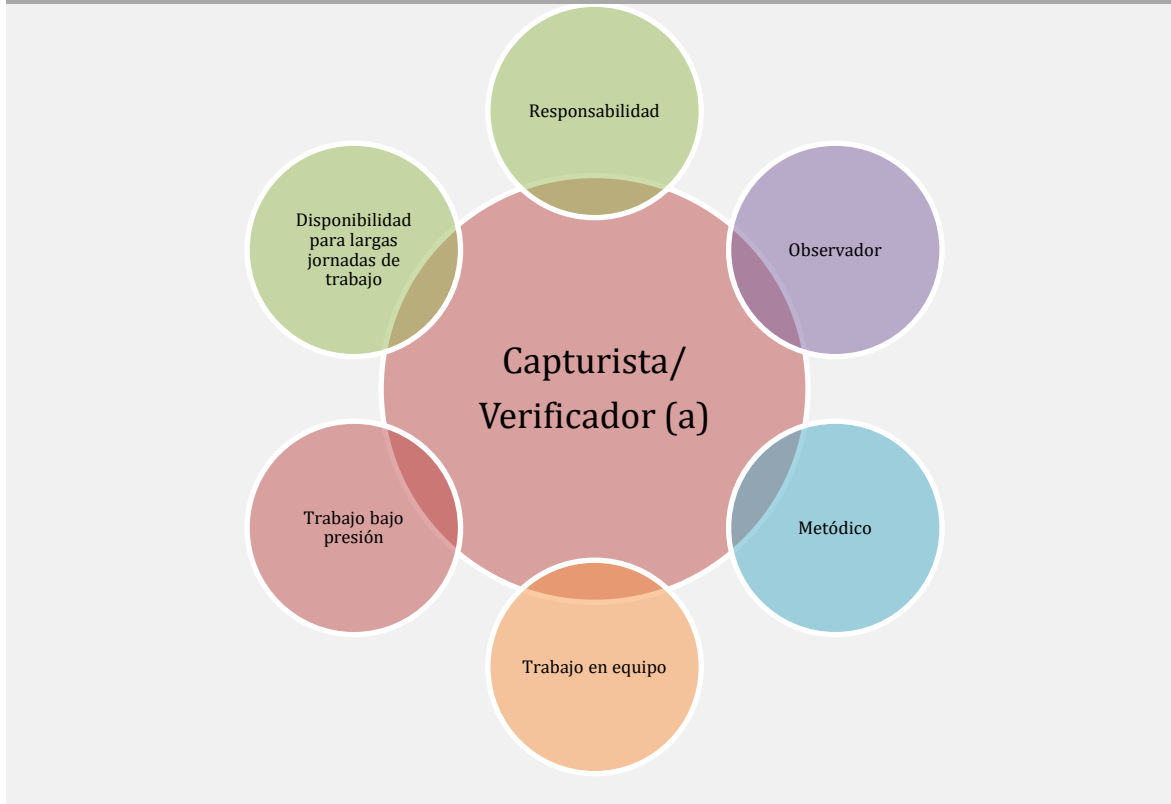 Responsabilidad
Disponibilidad
para largas
jornadas de
trabajo
Observador
Capturista/
Verificador (a)
Trabajo bajo
presión
Metódico
Trabajo en equipo